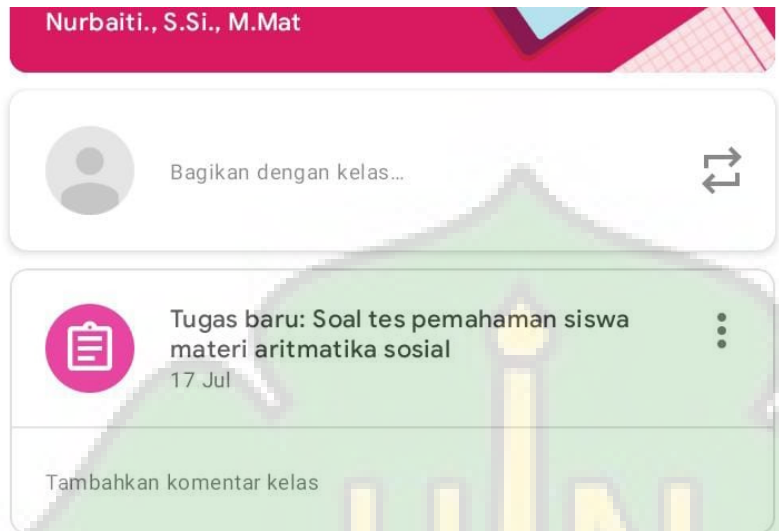 Nurbaiti., S.Si., M.Mat
Bagikan dengan kelas...
Tugas baru: Soal tes pemahaman siswa
materi aritmatika sosial
17 Jul
Tambahkan komentar kelas
UIN